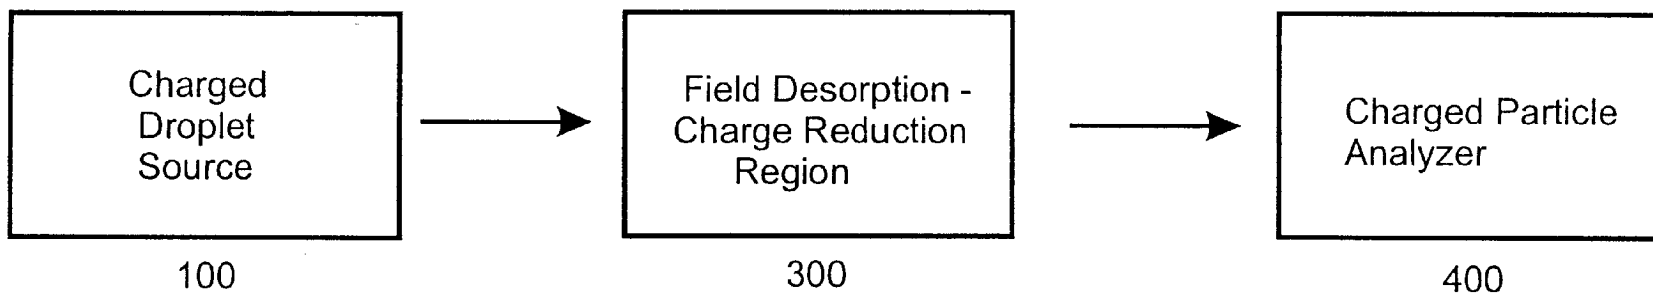 Charged
Droplet
Source
Field Desorption -
Charge Reduction
Region
Charged Particle
Analyzer
100
300
400